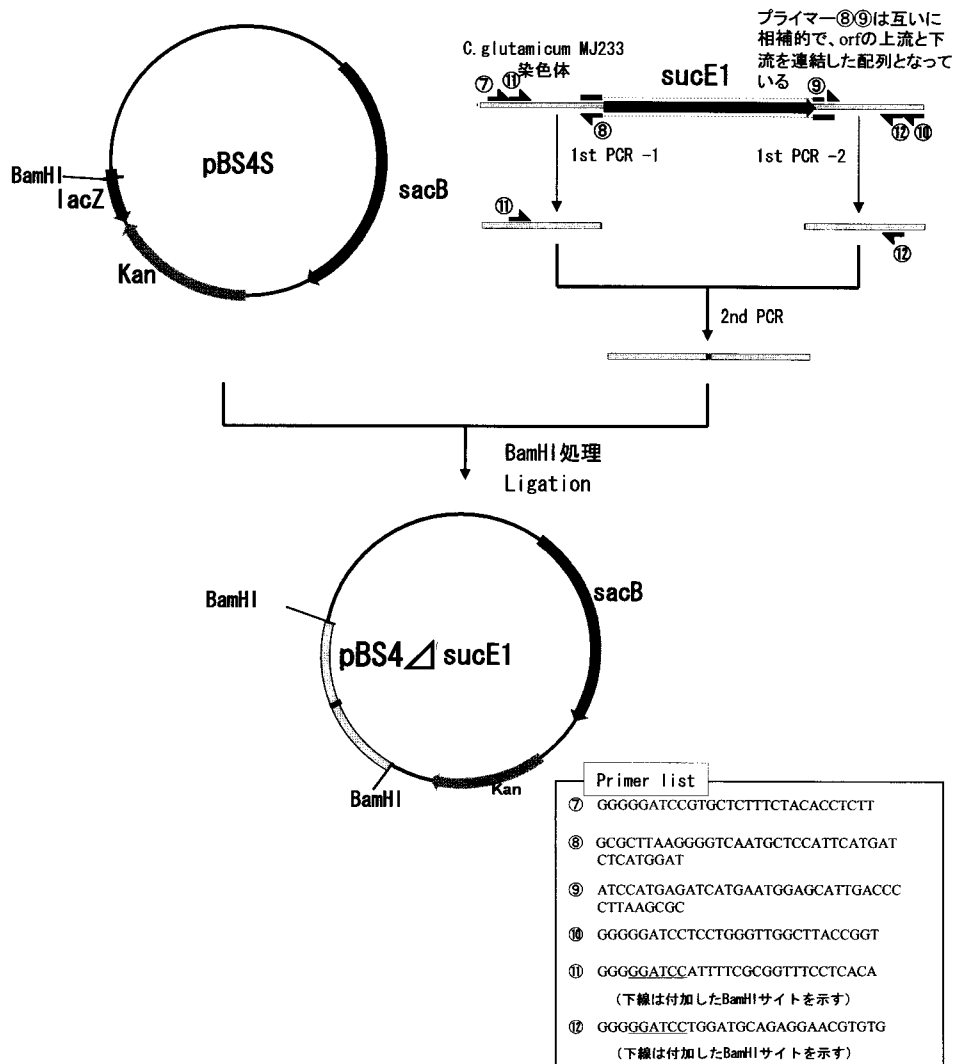 プライマー⑧⑨は互いに
相補的で、orfの上流と下
流を連結した配列となって
いる
C. glutamicum MJ233
染色体
sucE1
⑦
⑪
⑨
⑧
⑫
⑩
1st PCR -1
1st PCR -2
pBS4S
BamHI
lacZ
sacB
Kan
⑪
⑫
2nd PCR
BamHI処理
Ligation
BamHI
sacB
pBS4⊿sucE1
BamHI
Kan
Primer list
⑦ GGGGGATCCGTGCTCTTTCTACACCTCTT
⑧ GCGCTTAAGGGGTCAATGCTCCATTCATGAT
CTCATGGAT
⑨ ATCCATGAGATCATGAATGGAGCATTGACCC
CTTAAGCGC
⑩ GGGGGATCCTCCTGGGTTGGCTTACCGGT
⑪ GGGGGATCCATTTTCGCGGTTTCCTCACA
(下線は付加したBamHIサイトを示す)
⑫ GGGGGATCCTGGATGCAGAGGAACGTGTG
(下線は付加したBamHIサイトを示す)